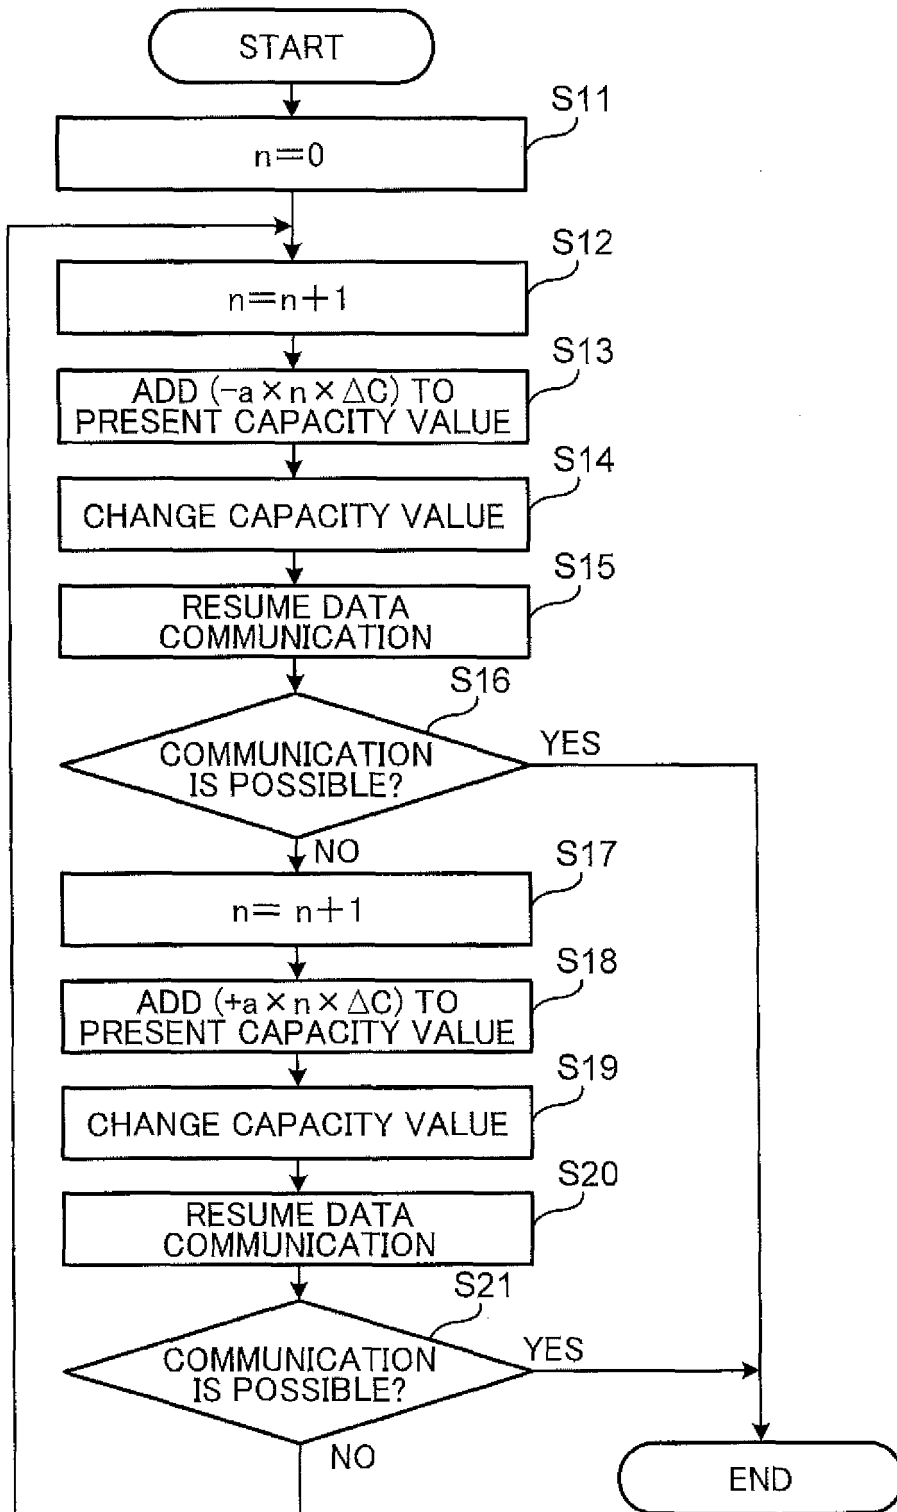 START
S11
n=0
S12
n=n+1
S13
ADD (-a×n×△C) TO
PRESENT CAPACITY VALUE
S14
CHANGE CAPACITY VALUE
S15
RESUME DATA
COMMUNICATION
S16
COMMUNICATION
IS POSSIBLE?
YES
NO
S17
n= n+1
S18
ADD (+a×n×△C) TO
PRESENT CAPACITY VALUE
S19
CHANGE CAPACITY VALUE
S20
RESUME DATA
COMMUNICATION
S21
COMMUNICATION
IS POSSIBLE?
YES
NO
END